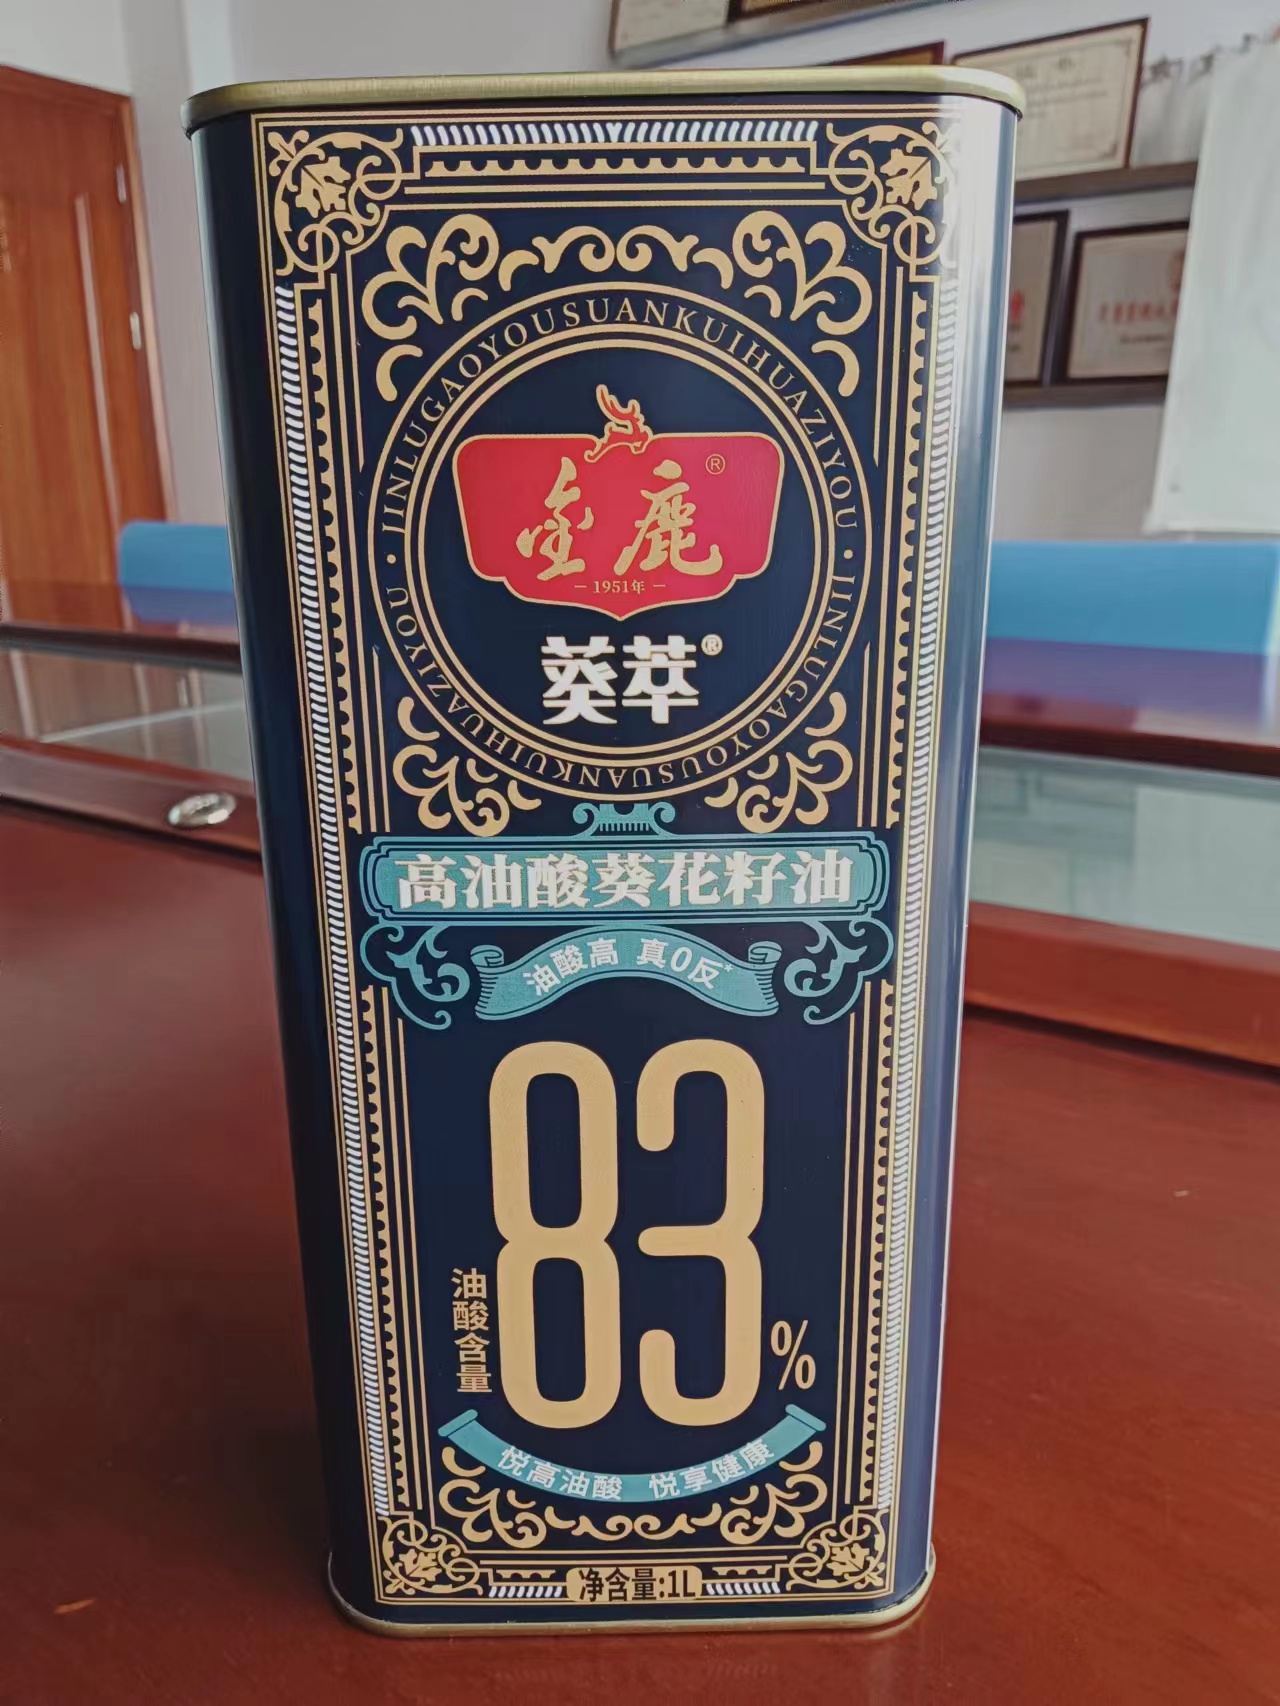 JINLUGAOYOUSUANKUIHUAZIYOU · JINLUGAOYOUSUANKUIHUAZIYOU ·
金鹿®
1951年
葵萃®
高油酸葵花籽油
油酸高 真0反*
油酸含量
83%
悦高油酸 悦享健康
净含量:1L